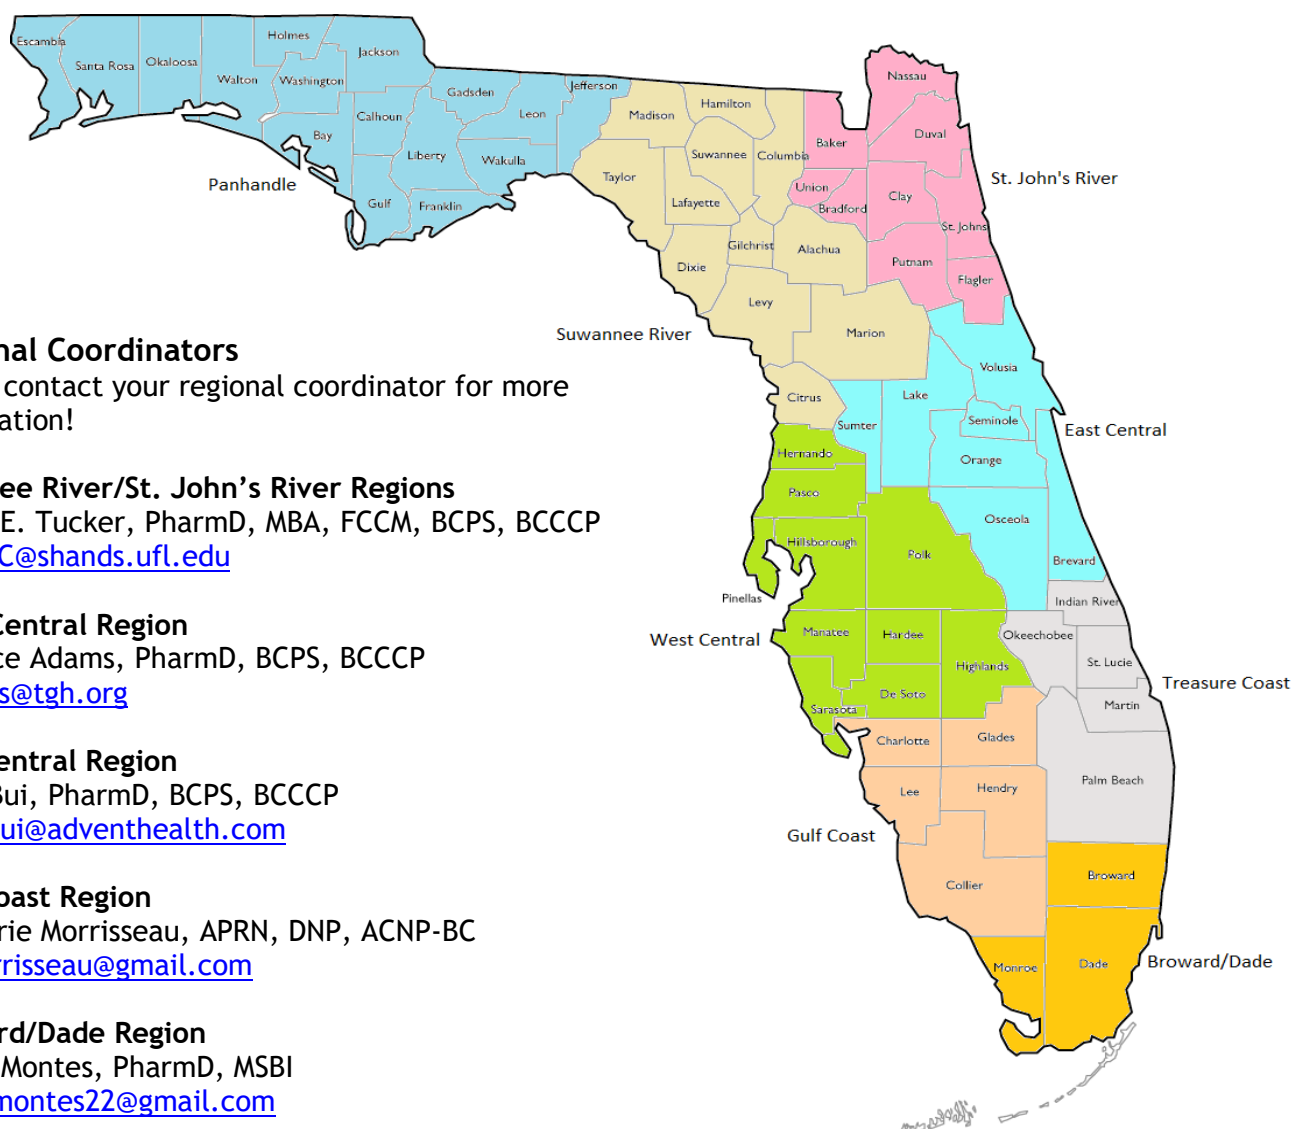 Escambia
Santa Rosa
Okaloosa
Walton
Holmes
Washington
Jackson
Bay
Calhoun
Gulf
Liberty
Franklin
Gadsden
Leon
Wakulla
Jefferson
Panhandle
Madison
Hamilton
Taylor
Suwannee
Columbia
Lafayette
Gilchrist
Alachua
Dixie
Levy
Marion
Citrus
Suwannee River
Nassau
Duval
Baker
Union
Bradford
Clay
St. Johns
Putnam
Flagler
St. John's River
Volusia
Lake
Sumter
Seminole
Orange
Osceola
Brevard
East Central
Hernando
Pasco
Hillsborough
Polk
Pinellas
Manatee
Hardee
Highlands
De Soto
Sarasota
West Central
Indian River
Okeechobee
St. Lucie
Martin
Palm Beach
Treasure Coast
Charlotte
Glades
Lee
Hendry
Collier
Gulf Coast
Broward
Monroe
Dade
Broward/Dade
nal Coordinators
contact your regional coordinator for more
ation!
ee River/St. John’s River Regions
E. Tucker, PharmD, MBA, FCCM, BCPS, BCCCP
C@shands.ufl.edu
Central Region
ce Adams, PharmD, BCPS, BCCCP
s@tgh.org
entral Region
Bui, PharmD, BCPS, BCCCP
ui@adventhealth.com
oast Region
rie Morrisseau, APRN, DNP, ACNP-BC
rrisseau@gmail.com
rd/Dade Region
Montes, PharmD, MSBI
montes22@gmail.com